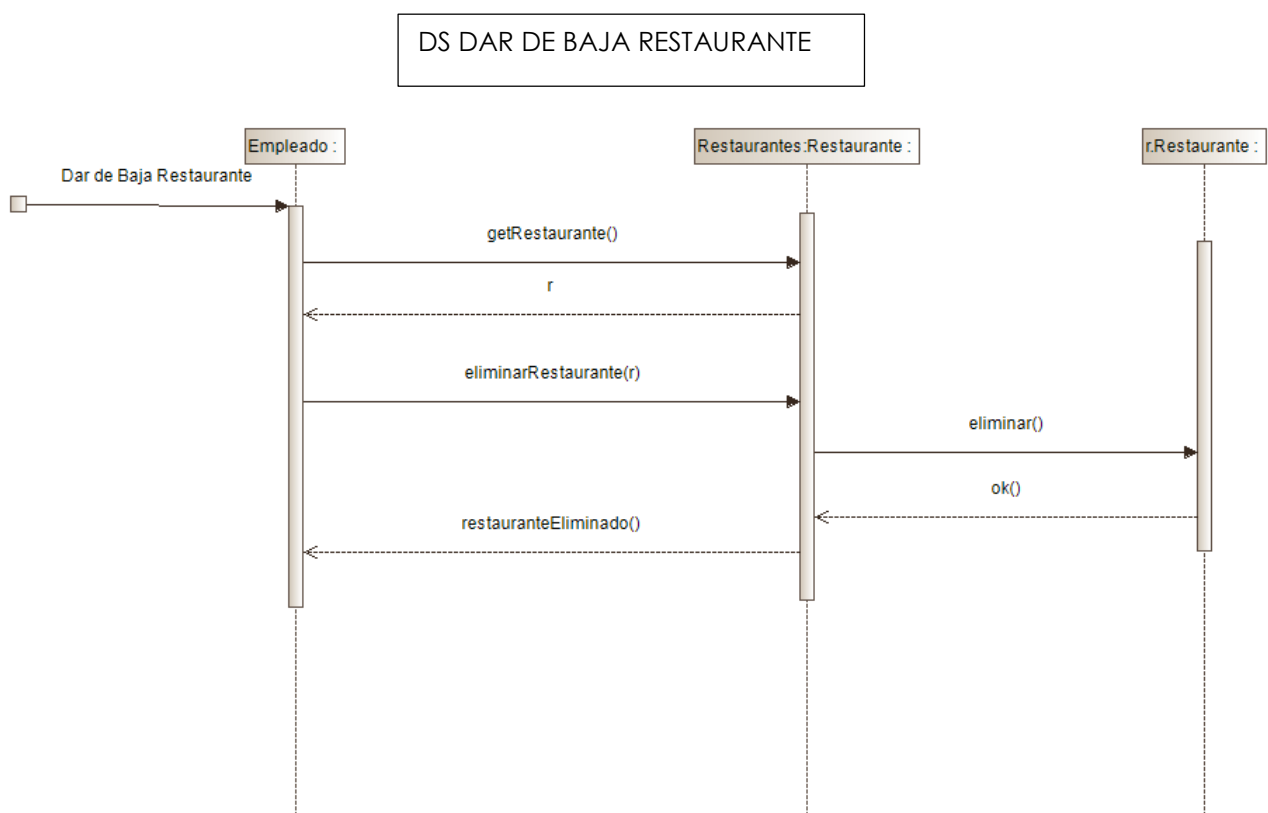 DS DAR DE BAJA RESTAURANTE
Empleado :
Restaurantes:Restaurante :
r.Restaurante :
Dar de Baja Restaurante
getRestaurante()
r
eliminarRestaurante(r)
eliminar()
ok()
restauranteEliminado()